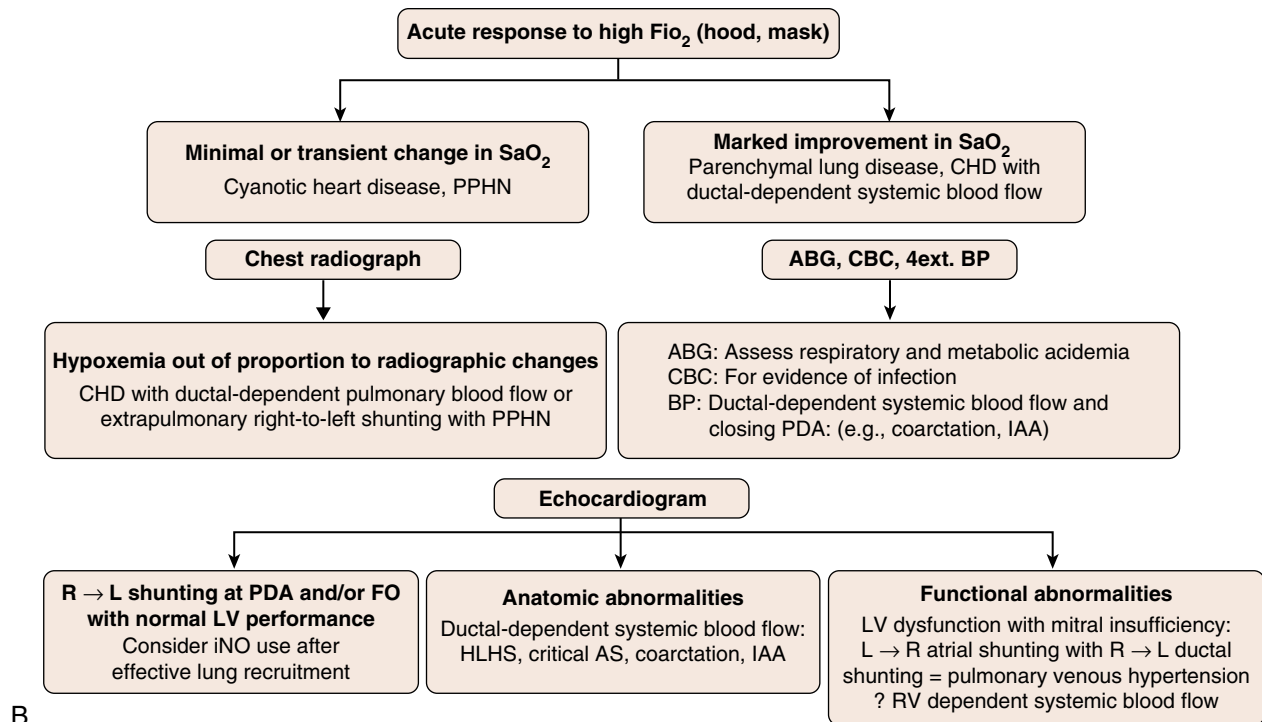 Acute response to high Fio2 (hood, mask)
Minimal or transient change in SaO2
Cyanotic heart disease, PPHN
Marked improvement in SaO2
Parenchymal lung disease, CHD with
ductal-dependent systemic blood flow
Chest radiograph
ABG, CBC, 4ext. BP
Hypoxemia out of proportion to radiographic changes
CHD with ductal-dependent pulmonary blood flow or
extrapulmonary right-to-left shunting with PPHN
ABG: Assess respiratory and metabolic acidemia
CBC: For evidence of infection
BP: Ductal-dependent systemic blood flow and
closing PDA: (e.g., coarctation, IAA)
Echocardiogram
R → L shunting at PDA and/or FO
with normal LV performance
Consider iNO use after
effective lung recruitment
Anatomic abnormalities
Ductal-dependent systemic blood flow:
HLHS, critical AS, coarctation, IAA
Functional abnormalities
LV dysfunction with mitral insufficiency:
L → R atrial shunting with R → L ductal
shunting = pulmonary venous hypertension
? RV dependent systemic blood flow
B